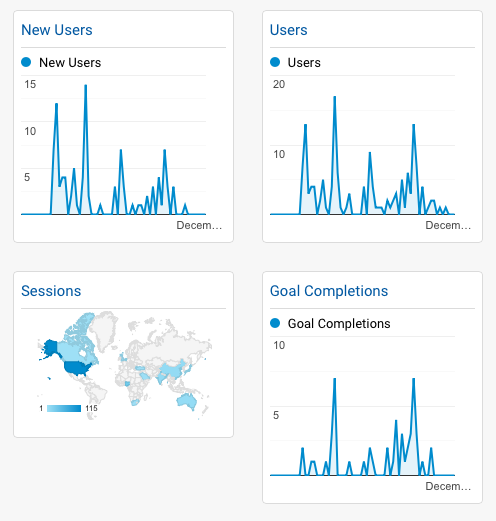 New Users
New Users
15
10
5
Decem...
Users
Users
20
10
Decem...
Sessions
1 115
Goal Completions
Goal Completions
10
5
Decem...